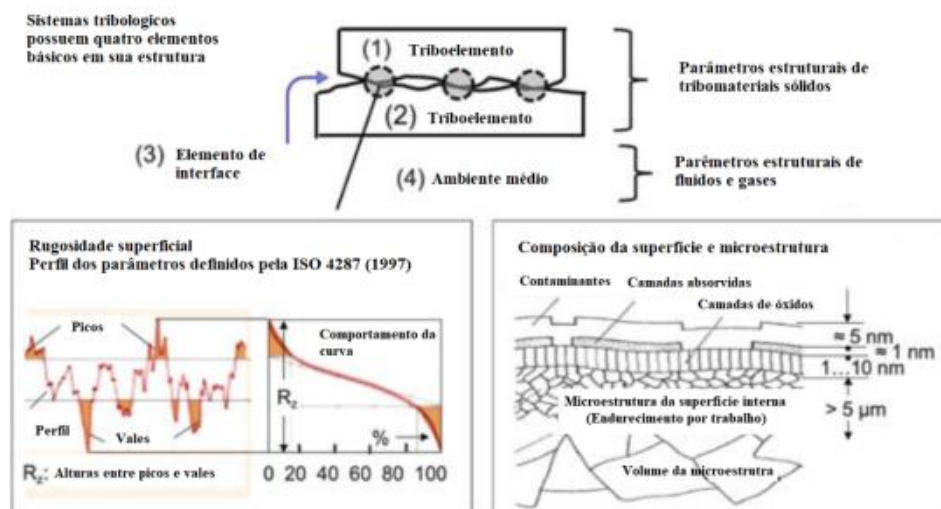 Sistemas tribologicos
possuem quatro elementos
básicos em sua estrutura
(1) Triboelemento
(2) Triboelemento
(3) Elemento de
interface
(4) Ambiente médio
Parâmetros estruturais de
tribomateriais sólidos
Parêmetros estruturais de
fluídos e gases
Rugosidade superficial
Perfil dos parâmetros definidos pela ISO 4287 (1997)
Picos
Perfil
Vales
Comportamento da
curva
Rz
%
0 20 40 60 80 100
Rz: Alturas entre picos e vales
Composição da superfície e microestrutura
Contaminantes
Camadas absorvidas
Camadas de óxidos
≈ 5 nm
≈ 1 nm
1...10 nm
> 5 µm
Microestrutura da superfície interna
(Endurecimento por trabalho)
Volume da microestrutra